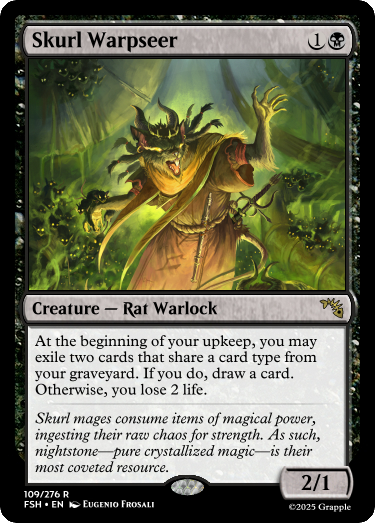 Skurl Warpseer
1
Creature — Rat Warlock
At the beginning of your upkeep, you may
exile two cards that share a card type from
your graveyard. If you do, draw a card.
Otherwise, you lose 2 life.
Skurl mages consume items of magical power,
ingesting their raw chaos for strength. As such,
nightstone—pure crystallized magic—is their
most coveted resource.
2/1
109/276 R
FSH • EN EUGENIO FROSALI
©2025 Grapple